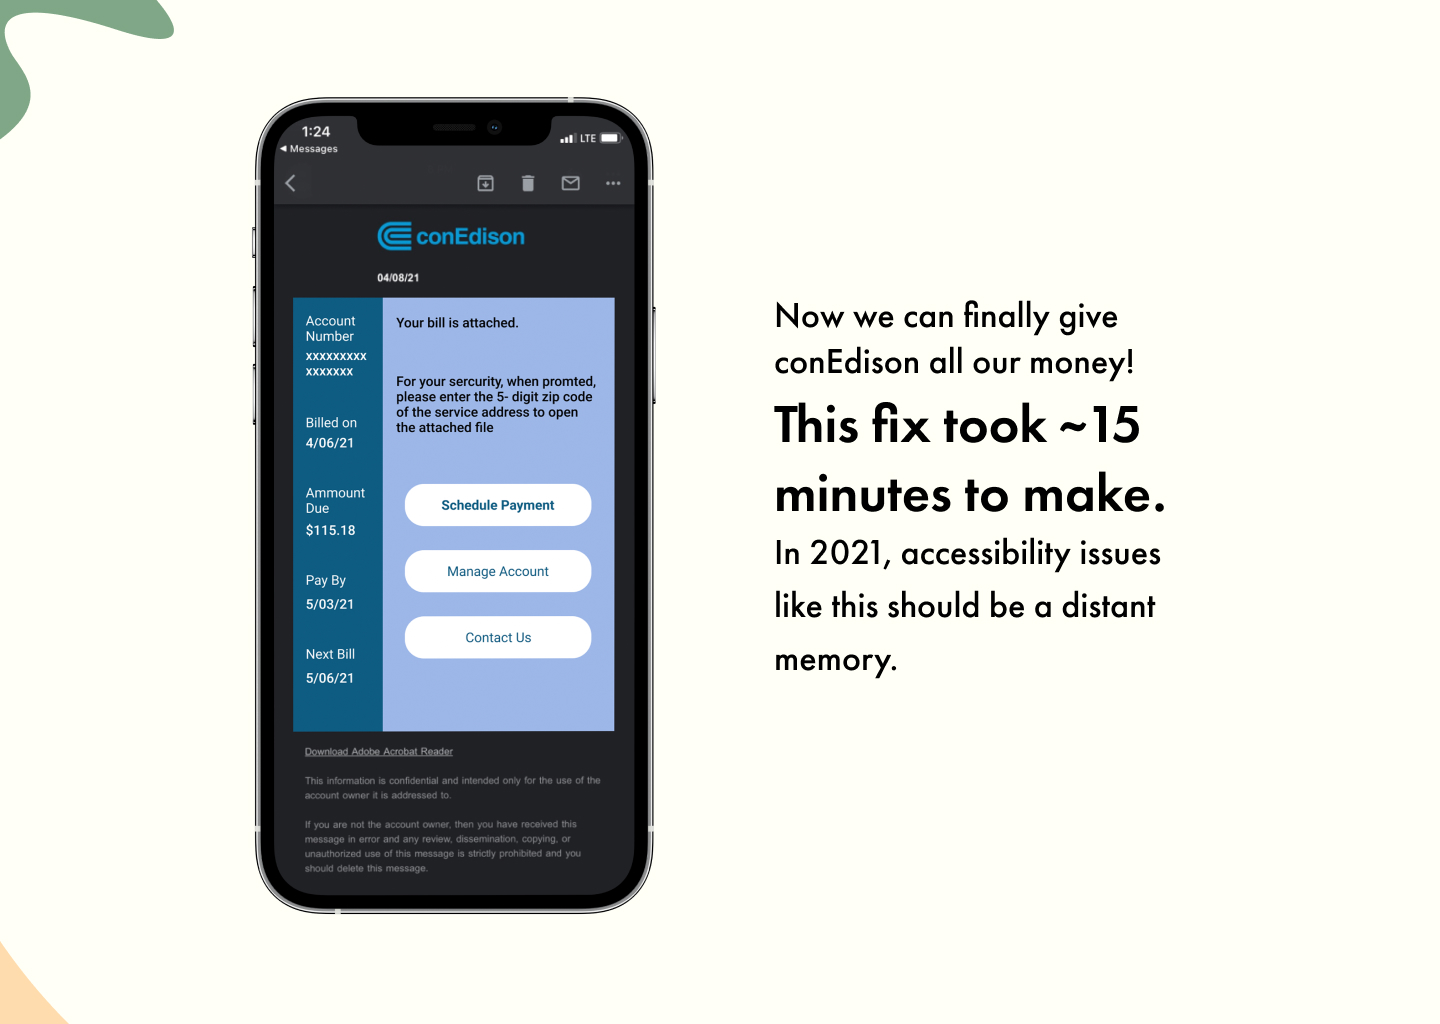 1:24
LTE
◀ Messages
conEdison
04/08/21
Account
Number
xxxxxxxxx
xxxxxxx
Billed on
4/06/21
Ammount
Due
$115.18
Pay By
5/03/21
Next Bill
5/06/21
Your bill is attached.
For your sercurity, when promted,
please enter the 5- digit zip code
of the service address to open
the attached file
Schedule Payment
Manage Account
Contact Us
Download Adobe Acrobat Reader
This information is confidential and intended only for the use of the
account owner it is addressed to.
If you are not the account owner, then you have received this
message in error and any review, dissemination, copying, or
unauthorized use of this message is strictly prohibited and you
should delete this message.
Now we can finally give
conEdison all our money!
This fix took ~15
minutes to make.
In 2021, accessibility issues
like this should be a distant
memory.